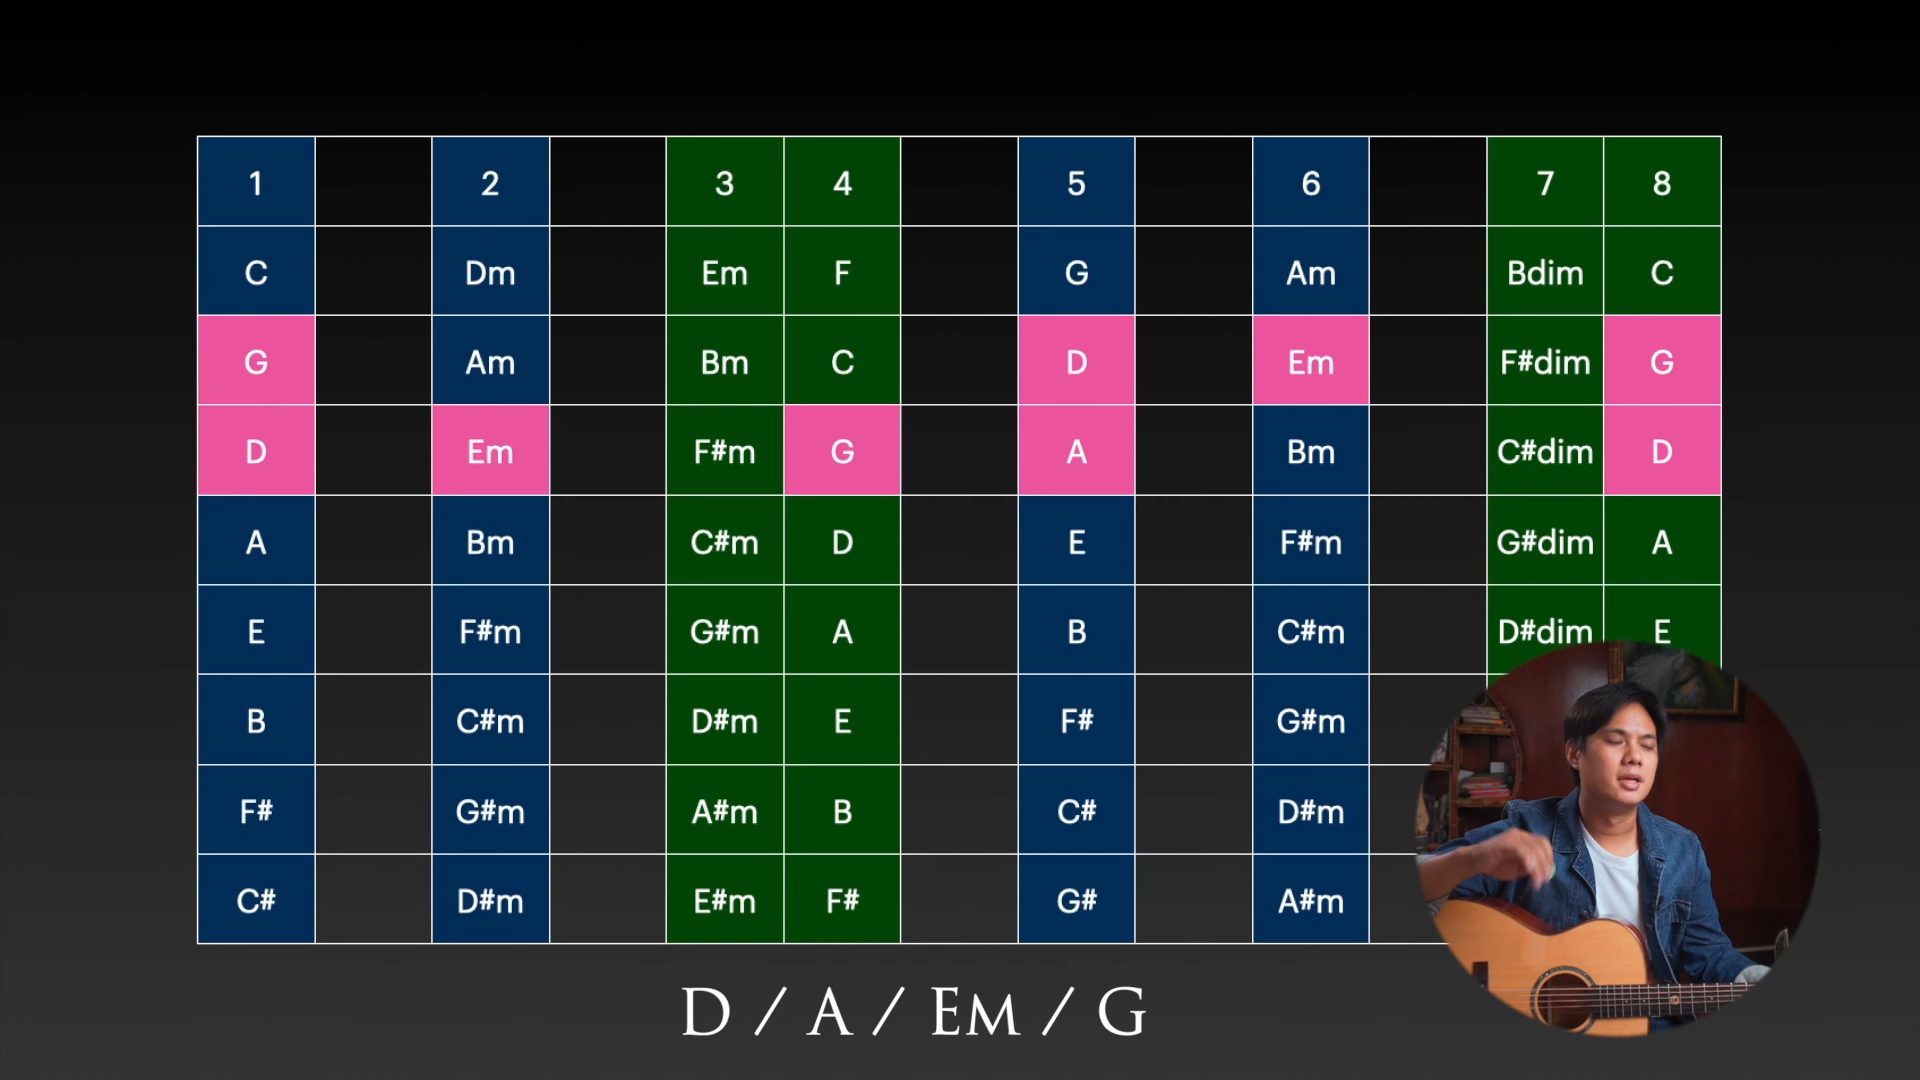 1 2 3 4 5 6 7 8
C Dm Em F G Am Bdim C
G Am Bm C D Em F#dim G
D Em F#m G A Bm C#dim D
A Bm C#m D E F#m G#dim A
E F#m G#m A B C#m D#dim E
B C#m D#m E F# G#m
F# G#m A#m B C# D#m
C# D#m E#m F# G# A#m
D / A / EM / G